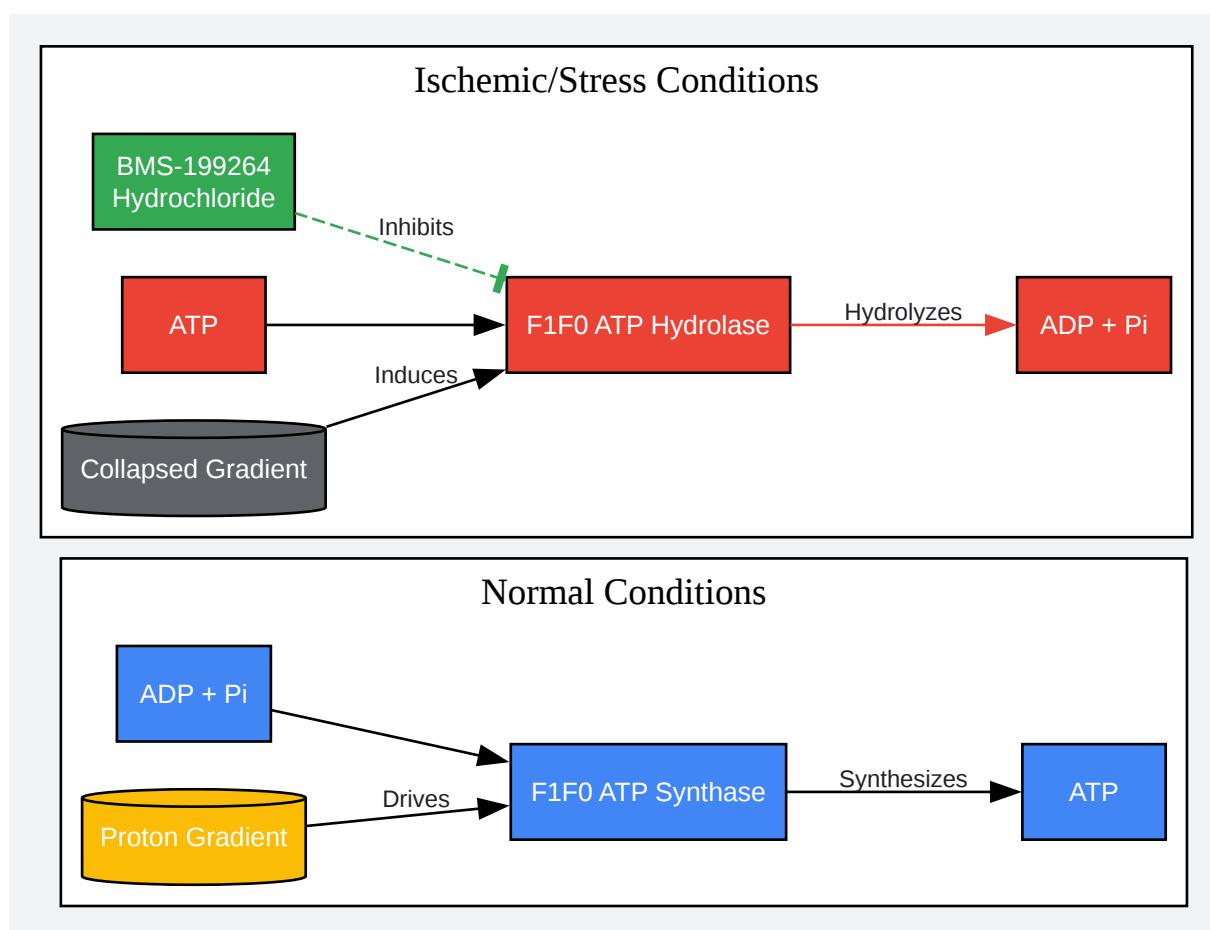 Ischemic/Stress Conditions
BMS-199264
Hydrochloride
Inhibits
ATP
F1F0 ATP Hydrolase
Hydrolyzes
ADP + Pi
Induces
Collapsed Gradient
Normal Conditions
ADP + Pi
Drives
Proton Gradient
F1F0 ATP Synthase
Synthesizes
ATP